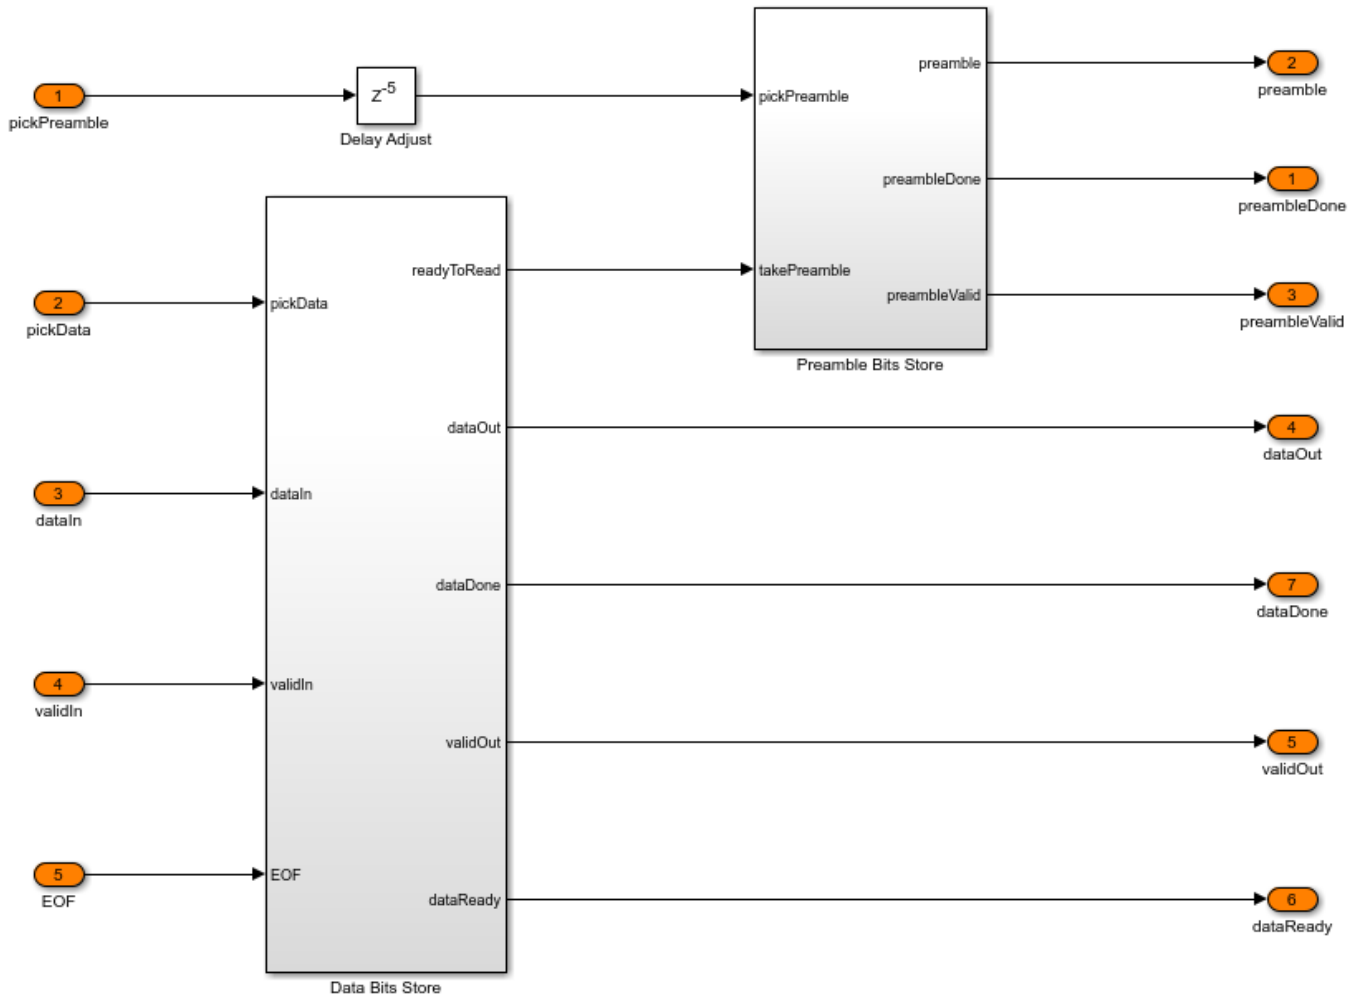 preamble
2
preamble
1
pickPreamble
Z-5
Delay Adjust
pickPreamble
preambleDone
1
preambleDone
readyToRead
takePreamble
preambleValid
3
preambleValid
Preamble Bits Store
2
pickData
pickData
dataOut
4
dataOut
3
dataIn
dataIn
dataDone
7
dataDone
4
validIn
validIn
validOut
5
validOut
5
EOF
EOF
dataReady
6
dataReady
Data Bits Store